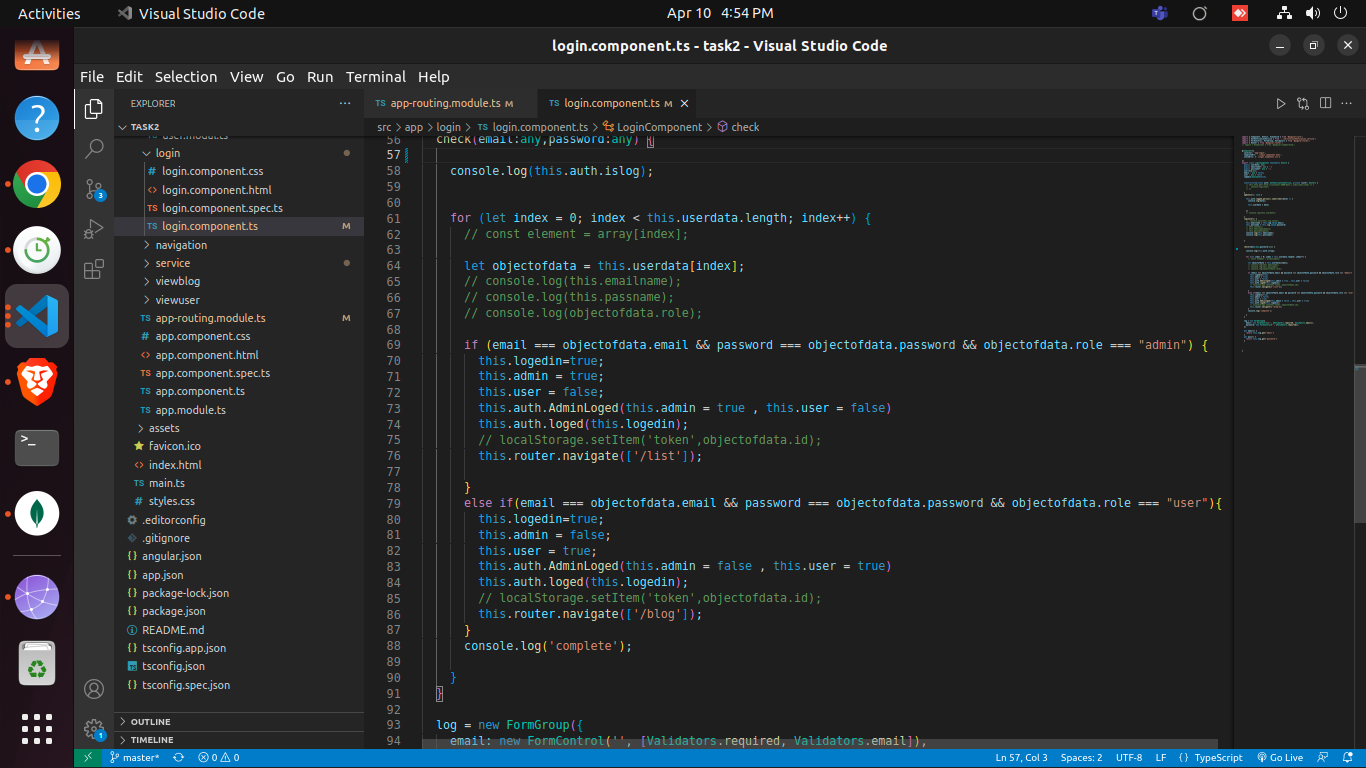 Activities
Visual Studio Code
Apr 10 4:54 PM
login.component.ts - task2 - Visual Studio Code
File Edit Selection View Go Run Terminal Help
EXPLORER
TASK2
user.modul.ts
login
login.component.css
login.component.html
login.component.spec.ts
login.component.ts M
navigation
service
viewblog
viewuser
app-routing.module.ts M
app.component.css
app.component.html
app.component.spec.ts
app.component.ts
app.module.ts
assets
favicon.ico
index.html
main.ts
styles.css
.editorconfig
.gitignore
angular.json
app.json
package-lock.json
package.json
README.md
tsconfig.app.json
tsconfig.json
tsconfig.spec.json
OUTLINE
TIMELINE
TS app-routing.module.ts M
TS login.component.ts M
src > app > login > TS login.component.ts > LoginComponent > check
56 check(email:any,password:any) {
57
58 console.log(this.auth.islog);
59
60
61 for (let index = 0; index < this.userdata.length; index++) {
62 // const element = array[index];
63
64 let objectofdata = this.userdata[index];
65 // console.log(this.emailname);
66 // console.log(this.passname);
67 // console.log(objectofdata.role);
68
69 if (email === objectofdata.email && password === objectofdata.password && objectofdata.role === "admin") {
70 this.logedin=true;
71 this.admin = true;
72 this.user = false;
73 this.auth.AdminLoged(this.admin = true , this.user = false)
74 this.auth.loged(this.logedin);
75 // localStorage.setItem('token',objectofdata.id);
76 this.router.navigate(['/list']);
77
78 }
79 else if(email === objectofdata.email && password === objectofdata.password && objectofdata.role === "user"){
80 this.logedin=true;
81 this.admin = false;
82 this.user = true;
83 this.auth.AdminLoged(this.admin = false , this.user = true)
84 this.auth.loged(this.logedin);
85 // localStorage.setItem('token',objectofdata.id);
86 this.router.navigate(['/blog']);
87 }
88 console.log('complete');
89
90 }
91 }
92
93 log = new FormGroup({
94 email: new FormControl('', [Validators.required, Validators.email]),
master* 0 0 Ln 57, Col 3 Spaces: 2 UTF-8 LF { } TypeScript Go Live